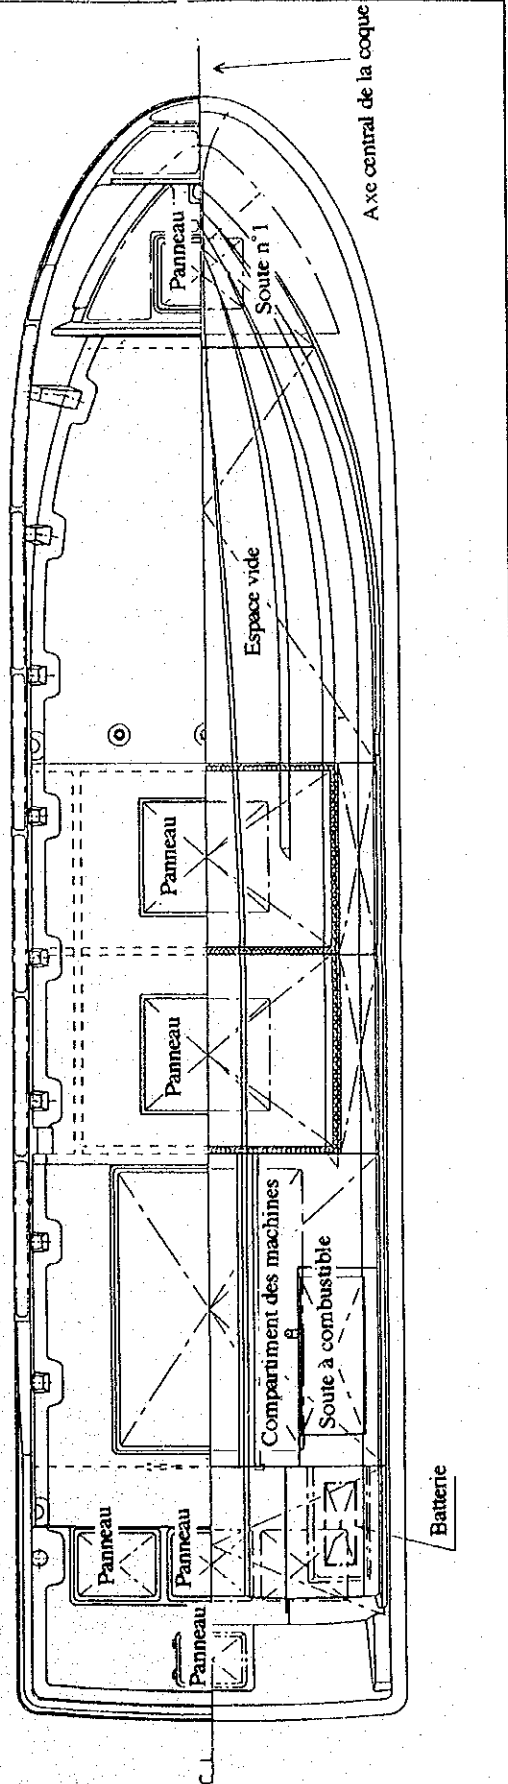 Axe central de la coque
Panneau
Soute n°1
Espace vide
Panneau
Panneau
Compartiment des machines
Soute à combustible
Panneau
Panneau
Panneau
Batterie